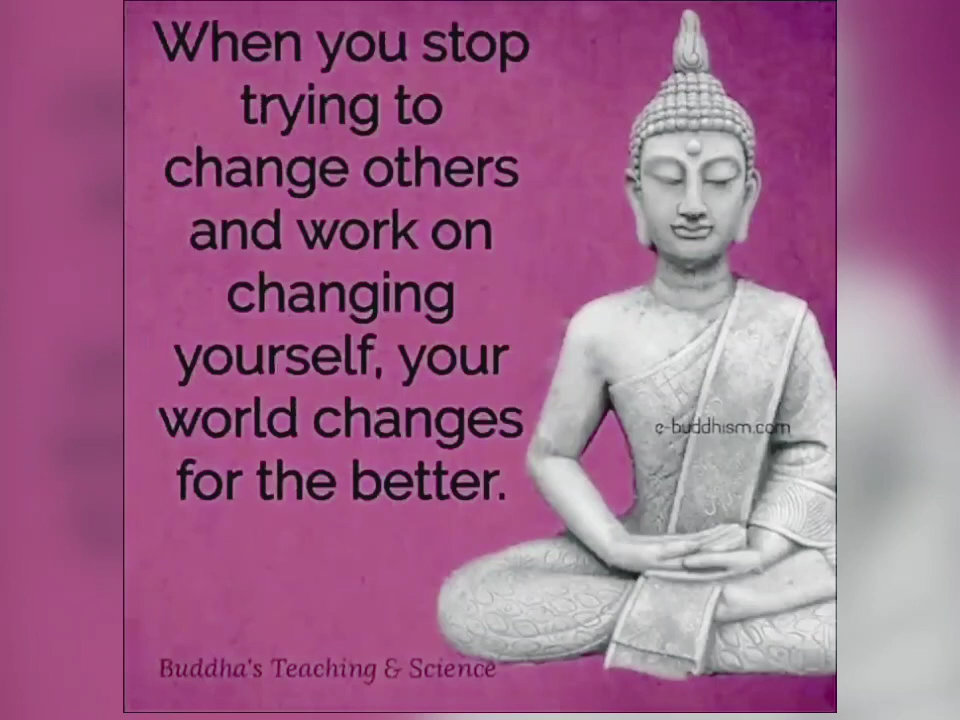 When you stop
trying to
change others
and work on
changing
yourself, your
world changes
for the better.
e-buddhism.com
Buddha's Teaching & Science